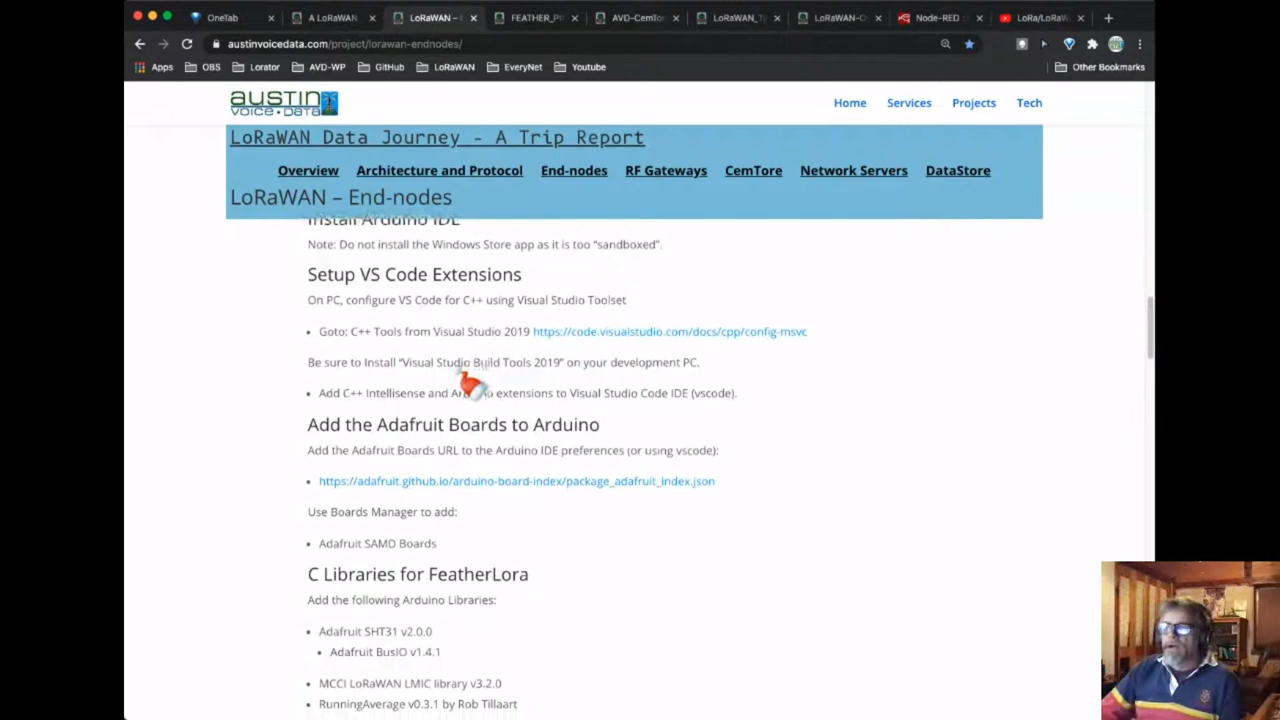 OneTab
A LoRaWAN
LoRaWAN – E
FEATHER_P
AVD-CemTo
LoRaWAN_T
LoRaWAN-O
Node-RED
LoRa/LoRaW
austinvoicedata.com/project/lorawan-endnodes/
Apps OBS Lorator AVD-WP GitHub LoRaWAN EveryNet Youtube Other Bookmarks
AUSTIN
VOICE • DATA
Home Services Projects Tech
LoRaWAN Data Journey - A Trip Report
Overview Architecture and Protocol End-nodes RF Gateways CemTore Network Servers DataStore
LoRaWAN – End-nodes
Install Arduino IDE
Note: Do not install the Windows Store app as it is too “sandboxed”.
Setup VS Code Extensions
On PC, configure VS Code for C++ using Visual Studio Toolset
• Goto: C++ Tools from Visual Studio 2019 https://code.visualstudio.com/docs/cpp/config-msvc
Be sure to Install “Visual Studio Build Tools 2019” on your development PC.
• Add C++ Intellisense and Arduino extensions to Visual Studio Code IDE (vscode).
Add the Adafruit Boards to Arduino
Add the Adafruit Boards URL to the Arduino IDE preferences (or using vscode):
• https://adafruit.github.io/arduino-board-index/package_adafruit_index.json
Use Boards Manager to add:
• Adafruit SAMD Boards
C Libraries for FeatherLora
Add the following Arduino Libraries:
• Adafruit SHT31 v2.0.0
• Adafruit BusIO v1.4.1
• MCCI LoRaWAN LMIC library v3.2.0
• RunningAverage v0.3.1 by Rob Tillaart